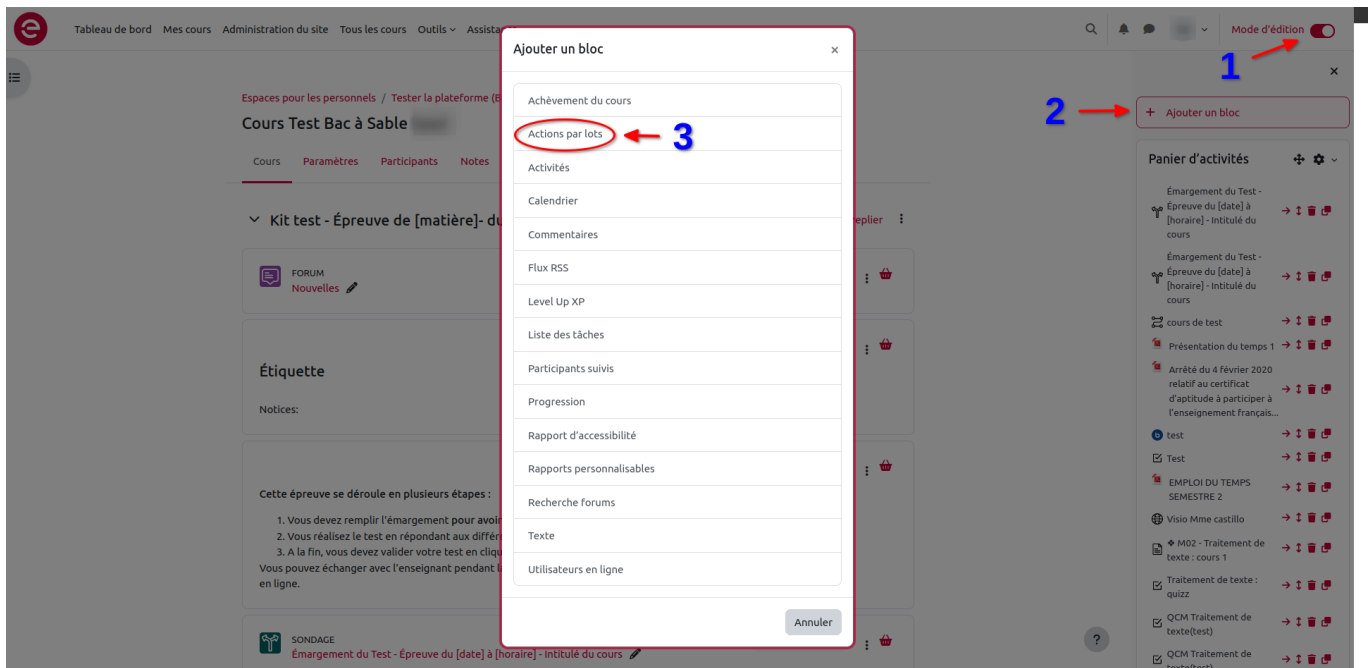 Tableau de bord Mes cours Administration du site Tous les cours Outils
Mode d'édition
1
Ajouter un bloc
×
×
Espaces pour les personnels / Tester la plateforme
Cours Test Bac à Sable
2
+ Ajouter un bloc
Cours Paramètres Participants Notes
Kit test - Épreuve de [matière]-
FORUM
Nouvelles
Étiquette
Notices:
Cette épreuve se déroule en plusieurs étapes :
1. Vous devez remplir l'émargement pour
2. Vous réalisez le test en répondant aux
3. A la fin, vous devez valider votre test en
Vous pouvez échanger avec l'enseignant pendant
en ligne.
SONDAGE
Émargement du Test - Épreuve du [date] à [horaire] - Intitulé du cours
Achèvement du cours
Actions par lots
3
Activités
Calendrier
Commentaires
Flux RSS
Level Up XP
Liste des tâches
Participants suivis
Progression
Rapport d'accessibilité
Rapports personnalisables
Recherche forums
Texte
Utilisateurs en ligne
Annuler
Panier d'activités
Émargement du Test -
Épreuve du [date] à
[horaire] - Intitulé du
cours
Émargement du Test -
Épreuve du [date] à
[horaire] - Intitulé du
cours
cours de test
Présentation du temps 1
Arrêté du 4 février 2020
relatif au certificat
d'aptitude à participer à
l'enseignement français...
test
Test
EMPLOI DU TEMPS
SEMESTRE 2
Visio Mme castillo
❖ M02 - Traitement de
texte : cours 1
Traitement de texte :
quizz
QCM Traitement de
texte(test)
QCM Traitement de
texte(test)
?